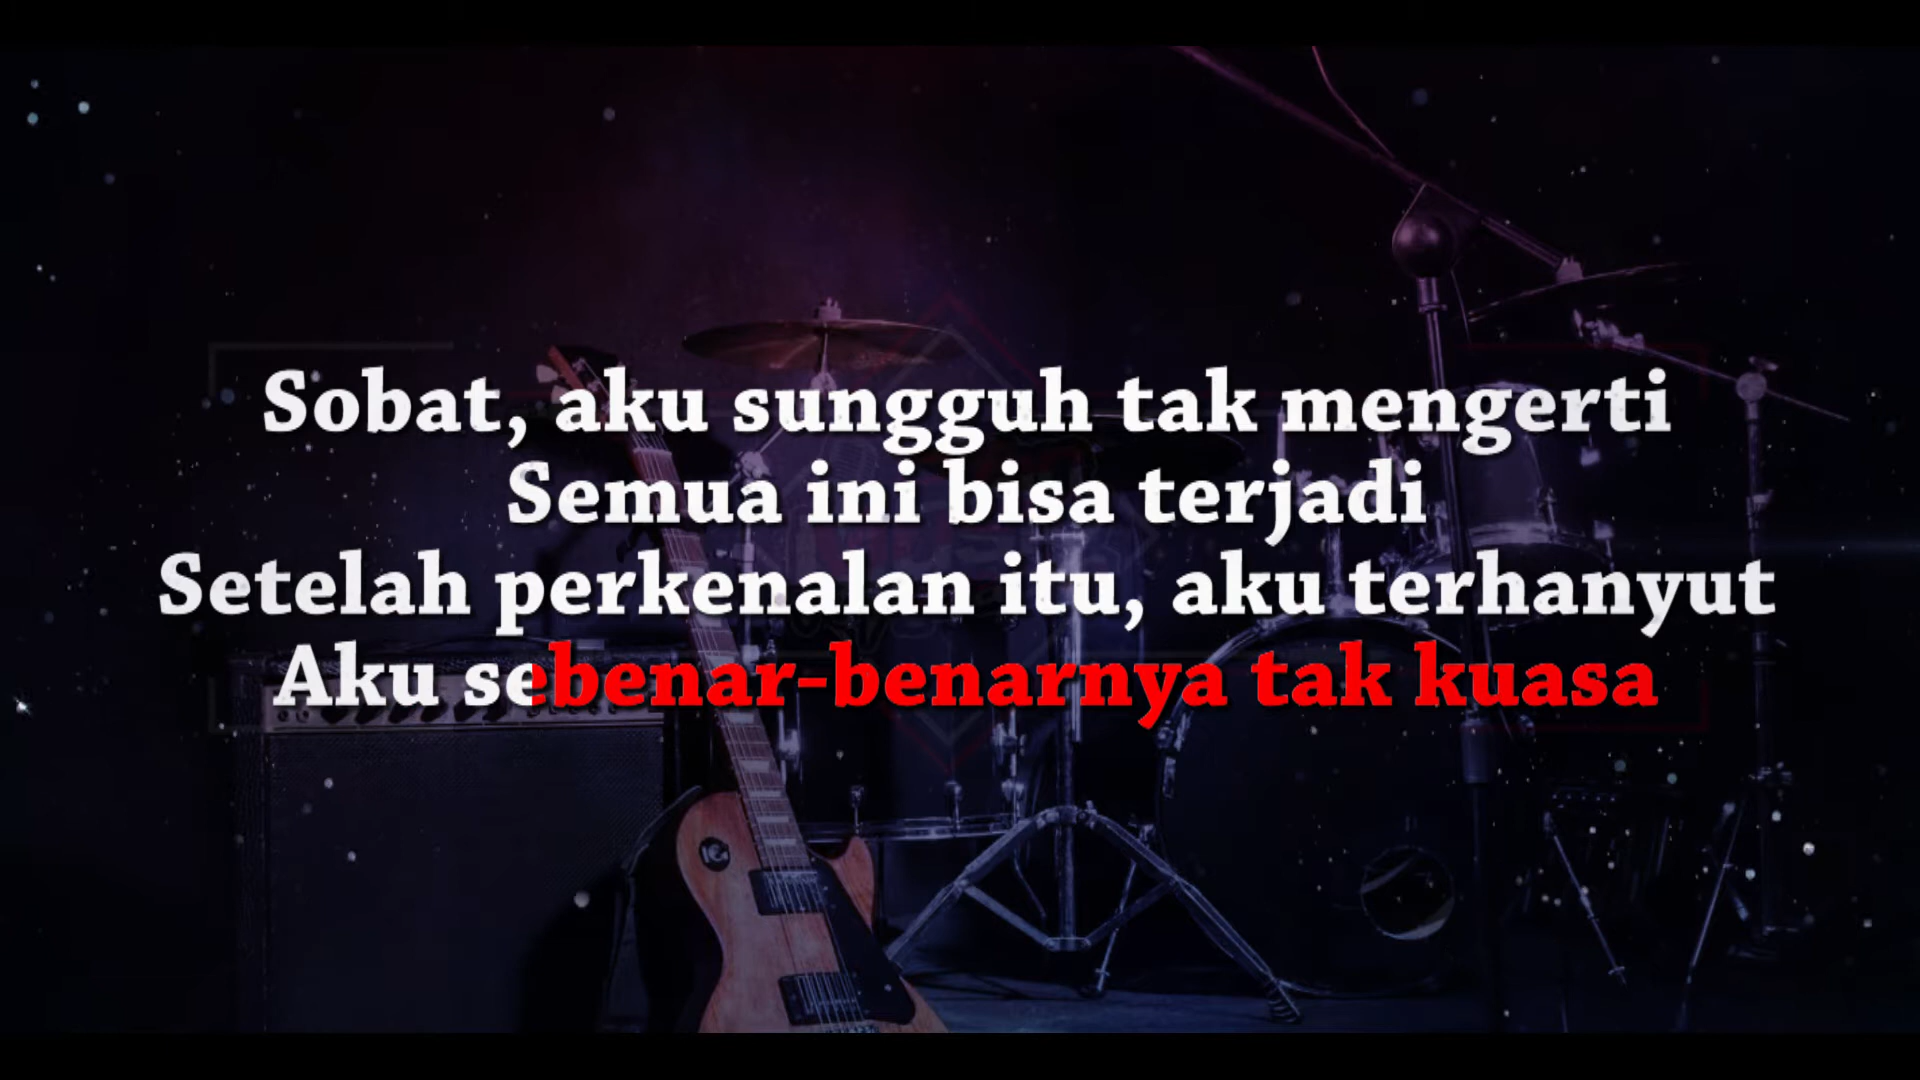 Sobat, aku sungguh tak mengerti
Semua ini bisa terjadi
Setelah perkenalan itu, aku terhanyut
Aku sebenar-benarnya tak kuasa